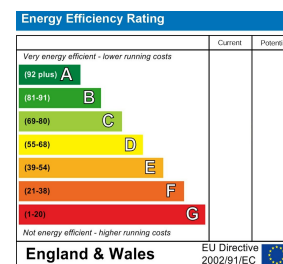 Energy Efficiency Rating
Current Potenti
Very energy efficient - lower running costs
(92 plus) A
(81-91) B
(69-80) C
(55-68) D
(39-54) E
(21-38) F
(1-20) G
Not energy efficient - higher running costs
England & Wales
EU Directive
2002/91/EC